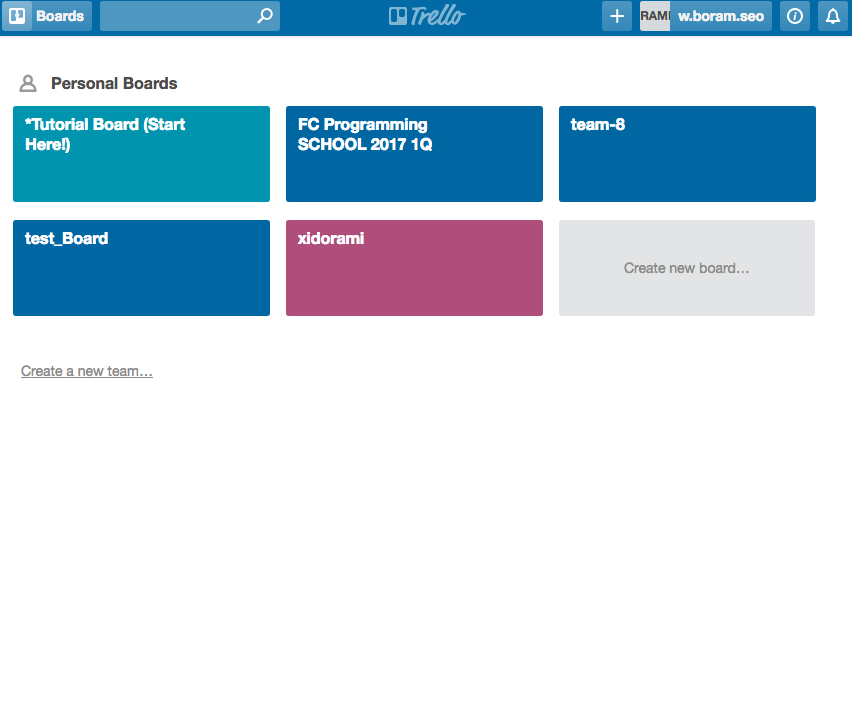 Boards
Trello
RAMI
w.boram.seo
Personal Boards
*Tutorial Board (Start
Here!)
FC Programming
SCHOOL 2017 1Q
team-8
test_Board
xidorami
Create new board…
Create a new team…